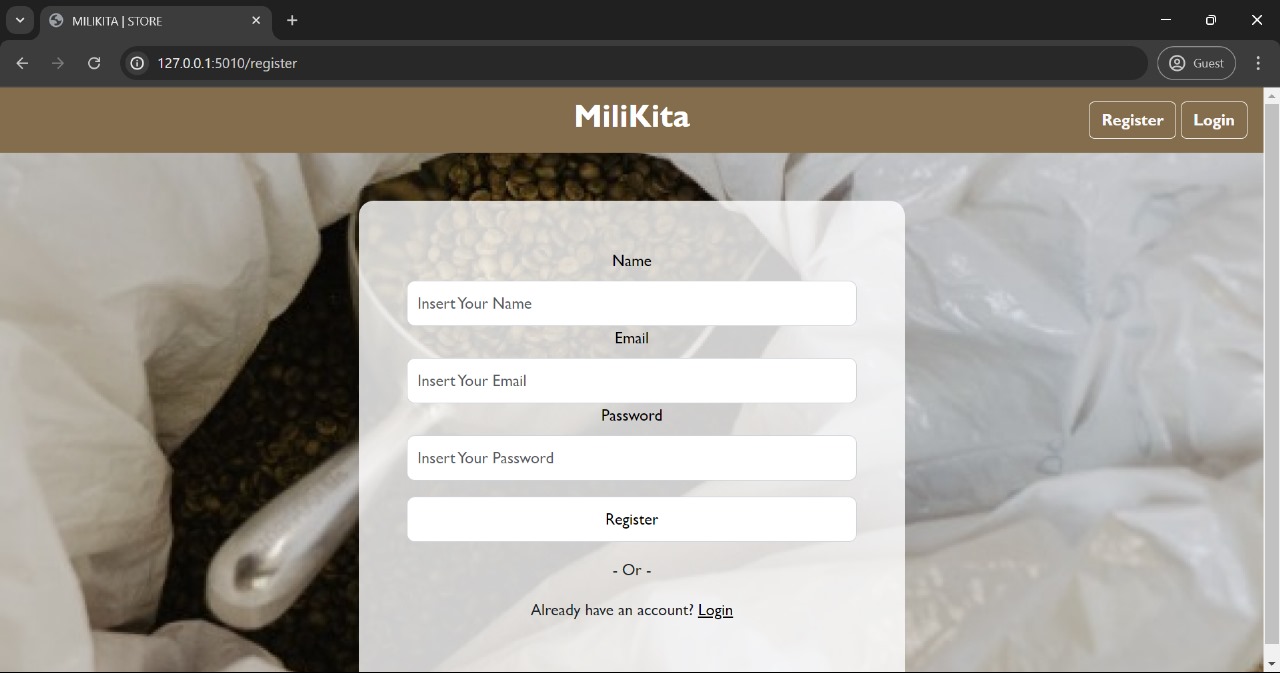 MILIKITA | STORE
127.0.0.1:5010/register
Guest
MiliKita
Register
Login
Name
Insert Your Name
Email
Insert Your Email
Password
Insert Your Password
Register
- Or -
Already have an account? Login